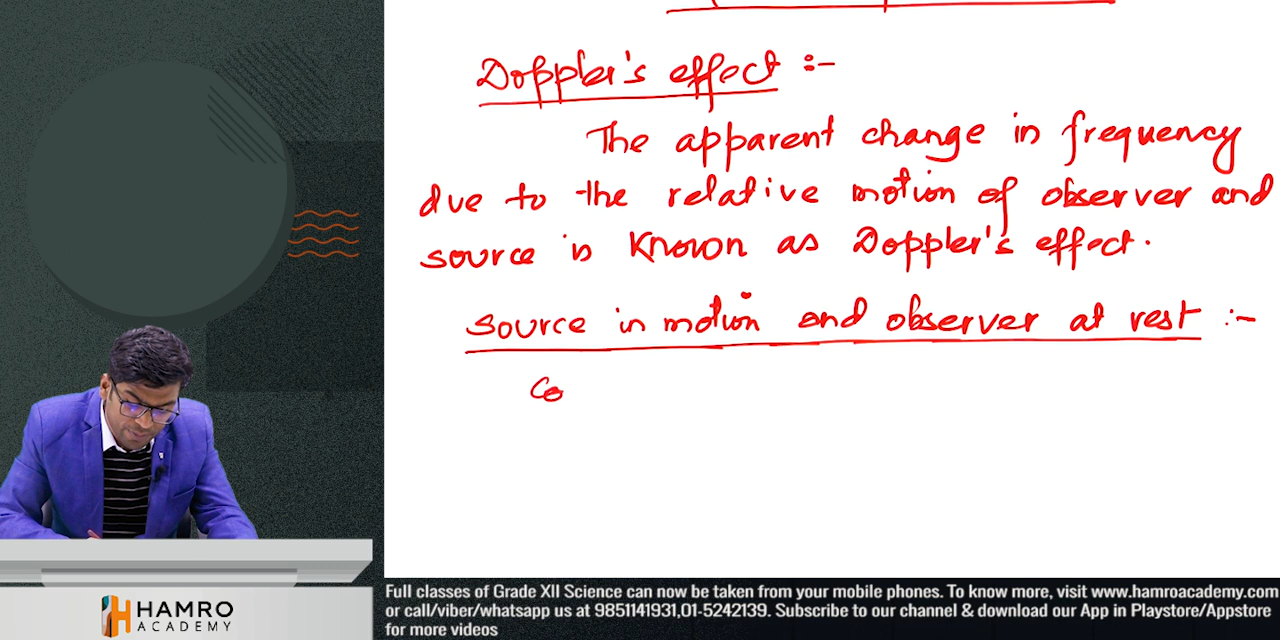 Doppler's effect :-
The apparent change in frequency
due to the relative motion of observer and
source is known as Doppler's effect.
Source in motion and observer at rest :-
Co
HAMRO
ACADEMY
Full classes of Grade XII Science can now be taken from your mobile phones. To know more, visit www.hamroacademy.com
or call/viber/whatsapp us at 9851141931,01-5242139. Subscribe to our channel & download our App in Playstore/Appstore
for more videos